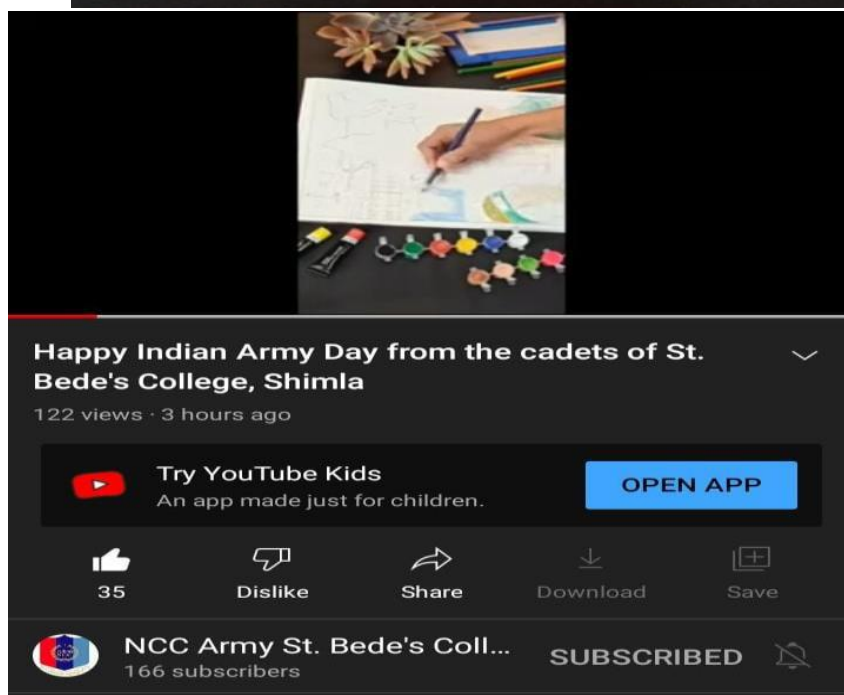 Happy Indian Army Day from the cadets of St.
Bede's College, Shimla
122 views · 3 hours ago
Try YouTube Kids
An app made just for children.
OPEN APP
35
Dislike
Share
Download
Save
NCC Army St. Bede's Coll...
166 subscribers
SUBSCRIBED